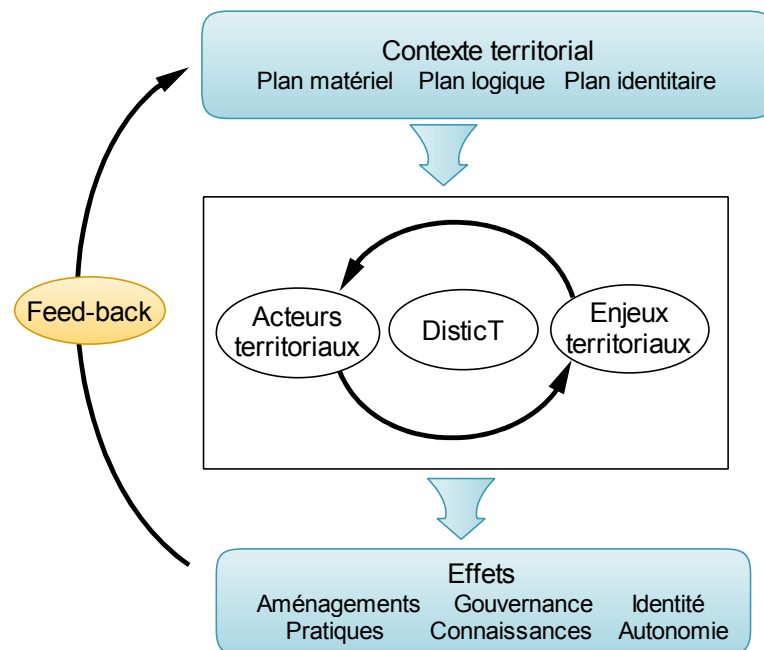 Contexte territorial
Plan matériel Plan logique Plan identitaire
Feed-back
Acteurs
territoriaux
DisticT
Enjeux
territoriaux
Effets
Aménagements Gouvernance Identité
Pratiques Connaissances Autonomie